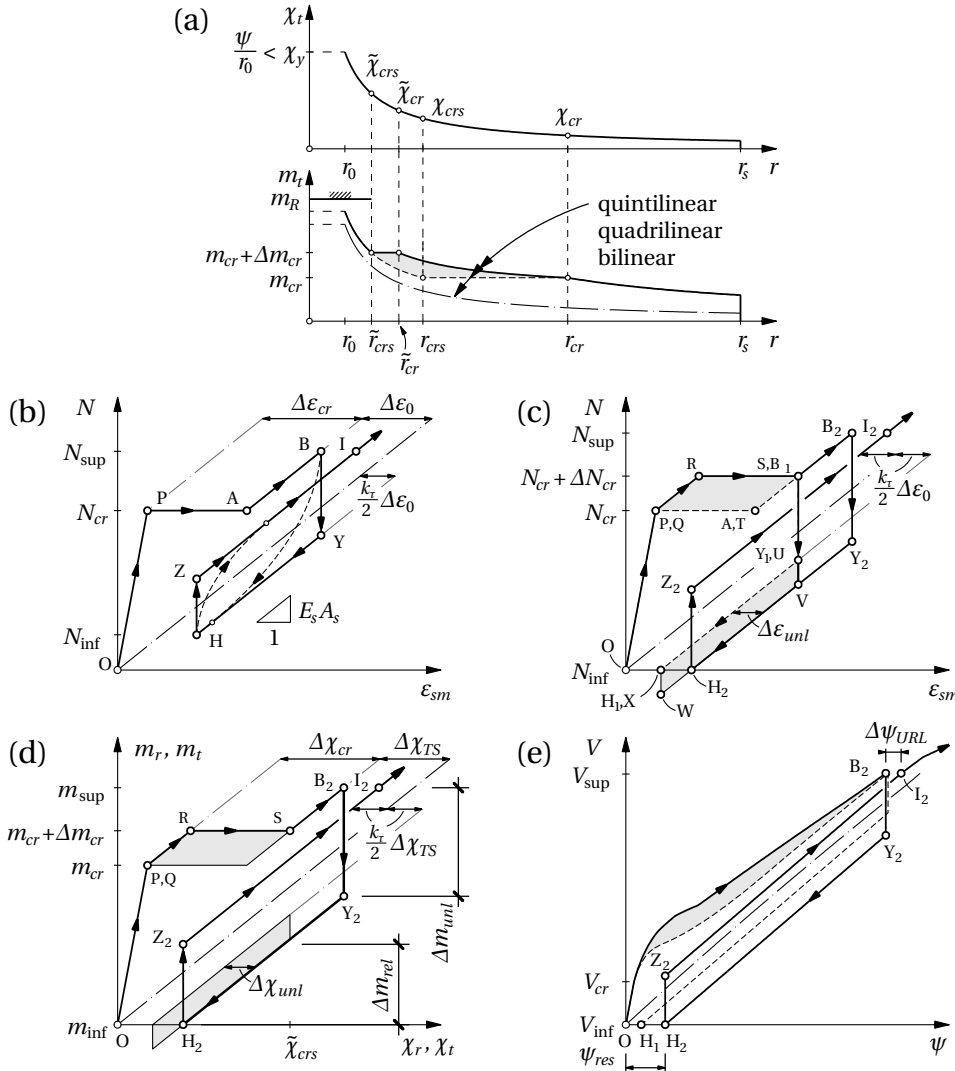 (a)
χt
ψ/r0 < χy
χ̃crs
χ̃cr
χcrs
χcr
r0
rs
r
mt
mR
quintilinear
quadrilinear
bilinear
mcr + Δmcr
mcr
r0
r̃crs
r̃cr
rcrs
rcr
rs
r
(b)
N
Δεcr
Δε0
Nsup
B
I
P
A
kτ/2 Δε0
Ncr
Y
Z
H
EsAs
1
Ninf
O
εsm
(c)
N
Nsup
B2
I2
R
S,B1
Ncr + ΔNcr
kτ/2 Δε0
Ncr
P,Q
A,T
Y1,U
Y2
Z2
V
Δεunl
O
Ninf
H1,X
W
H2
εsm
(d)
mr, mt
Δχcr
ΔχTS
msup
B2
I2
R
S
mcr + Δmcr
kτ/2 ΔχTS
mcr
P,Q
Y2
Δmunl
Z2
Δmrel
Δχunl
minf
O
H2
χ̃crs
χr, χt
(e)
V
ΔψURL
B2
Vsup
I2
Y2
Z2
Vcr
Vinf
O
H1
H2
ψ
ψres